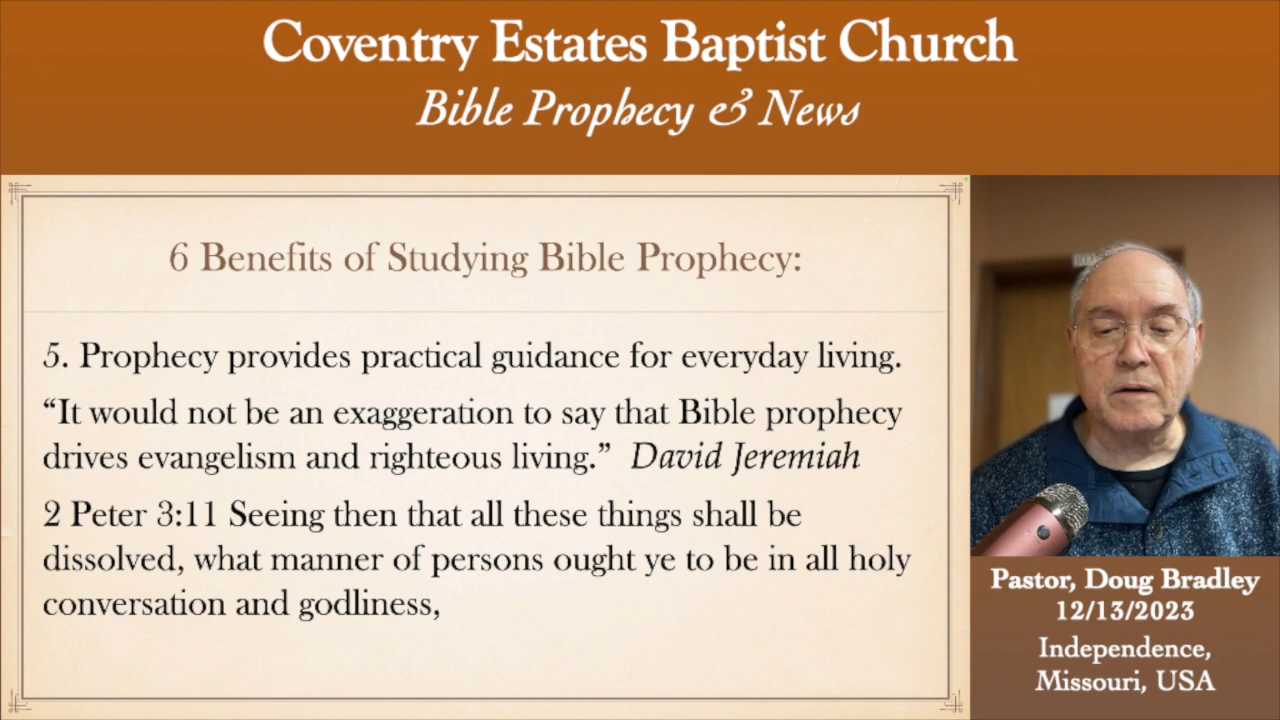 Coventry Estates Baptist Church
Bible Prophecy & News
6 Benefits of Studying Bible Prophecy:
5. Prophecy provides practical guidance for everyday living.
“It would not be an exaggeration to say that Bible prophecy
drives evangelism and righteous living.” David Jeremiah
2 Peter 3:11 Seeing then that all these things shall be
dissolved, what manner of persons ought ye to be in all holy
conversation and godliness,
Pastor, Doug Bradley
12/13/2023
Independence,
Missouri, USA